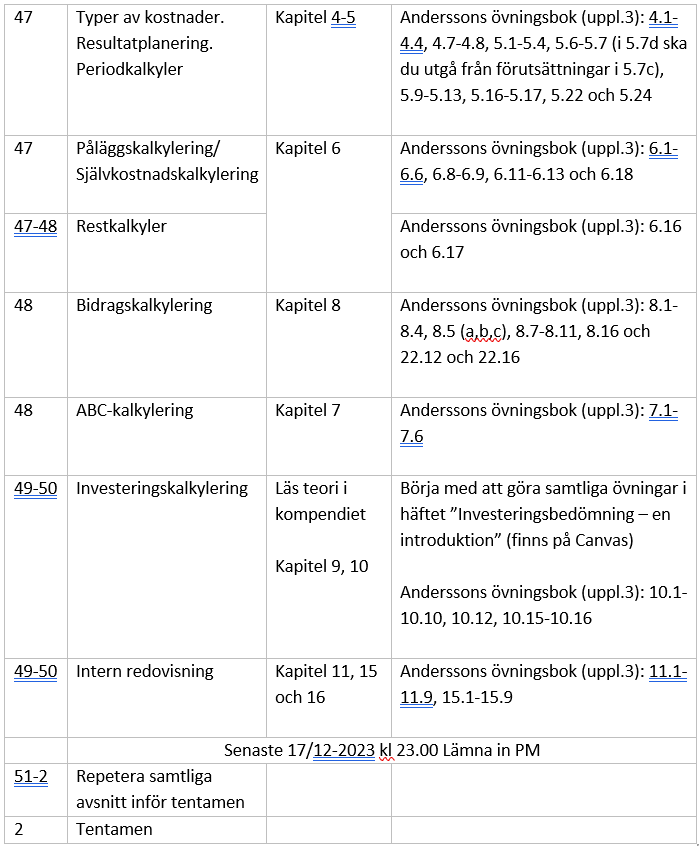 47
Typer av kostnader.
Resultatplanering.
Periodkalkyler
Kapitel 4-5
Anderssons övningsbok (uppl.3): 4.1-
4.4, 4.7-4.8, 5.1-5.4, 5.6-5.7 (i 5.7d ska
du utgå från förutsättningar i 5.7c),
5.9-5.13, 5.16-5.17, 5.22 och 5.24
47
Påläggskalkylering/
Självkostnadskalkylering
Kapitel 6
Anderssons övningsbok (uppl.3): 6.1-
6.6, 6.8-6.9, 6.11-6.13 och 6.18
47-48
Restkalkyler
Anderssons övningsbok (uppl.3): 6.16
och 6.17
48
Bidragskalkylering
Kapitel 8
Anderssons övningsbok (uppl.3): 8.1-
8.4, 8.5 (a,b,c), 8.7-8.11, 8.16 och
22.12 och 22.16
48
ABC-kalkylering
Kapitel 7
Anderssons övningsbok (uppl.3): 7.1-
7.6
49-50
Investeringskalkylering
Läs teori i
kompendiet
Kapitel 9, 10
Börja med att göra samtliga övningar i
häftet ”Investeringsbedömning – en
introduktion” (finns på Canvas)
Anderssons övningsbok (uppl.3): 10.1-
10.10, 10.12, 10.15-10.16
49-50
Intern redovisning
Kapitel 11, 15
och 16
Anderssons övningsbok (uppl.3): 11.1-
11.9, 15.1-15.9
Senaste 17/12-2023 kl 23.00 Lämna in PM
51-2
Repetera samtliga
avsnitt inför tentamen
2
Tentamen